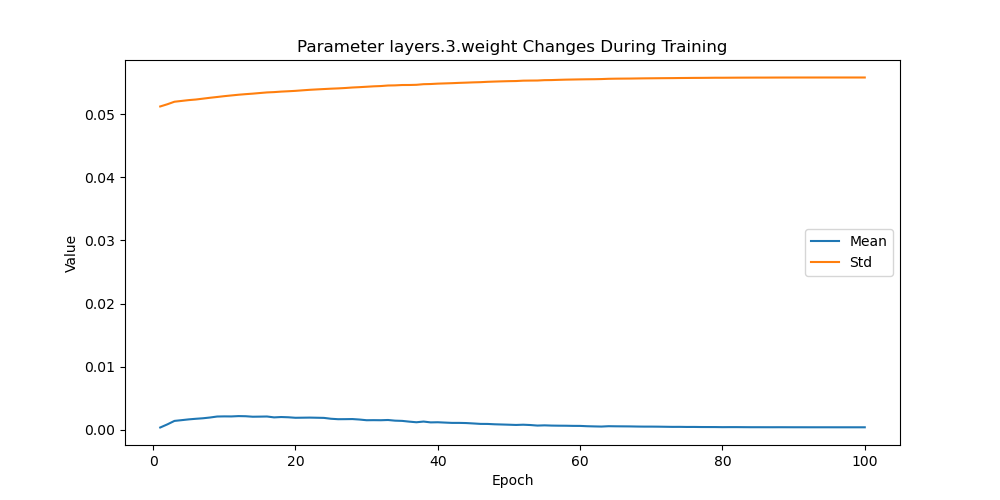 Parameter layers.3.weight Changes During Training
0.05
0.04
0.03
0.02
0.01
0.00
Value
Mean
Std
0
20
40
60
80
100
Epoch